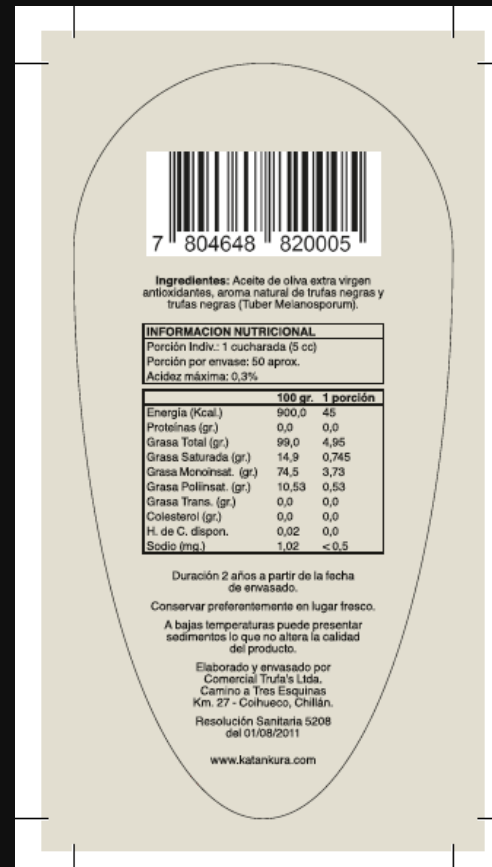 7 804648 820005
Ingredientes: Aceite de oliva extra virgen
antioxidantes, aroma natural de trufas negras y
trufas negras (Tuber Melanosporum).
INFORMACION NUTRICIONAL
Porción Indiv.: 1 cucharada (5 cc)
Porción por envase: 50 aprox.
Acidez máxima: 0,3%
100 gr. 1 porción
Energía (Kcal.) 900,0 45
Proteínas (gr.) 0,0 0,0
Grasa Total (gr.) 99,0 4,95
Grasa Saturada (gr.) 14,9 0,745
Grasa Monoinsat. (gr.) 74,5 3,73
Grasa Poliinsat. (gr.) 10,53 0,53
Grasa Trans. (gr.) 0,0 0,0
Colesterol (gr.) 0,0 0,0
H. de C. dispon. 0,02 0,0
Sodio (mg.) 1,02 <0,5
Duración 2 años a partir de la fecha
de envasado.
Conservar preferentemente en lugar fresco.
A bajas temperaturas puede presentar
sedimentos lo que no altera la calidad
del producto.
Elaborado y envasado por
Comercial Trufa's Ltda.
Camino a Tres Esquinas
Km. 27 - Coihueco, Chillán.
Resolución Sanitaria 5208
del 01/08/2011
www.katankura.com